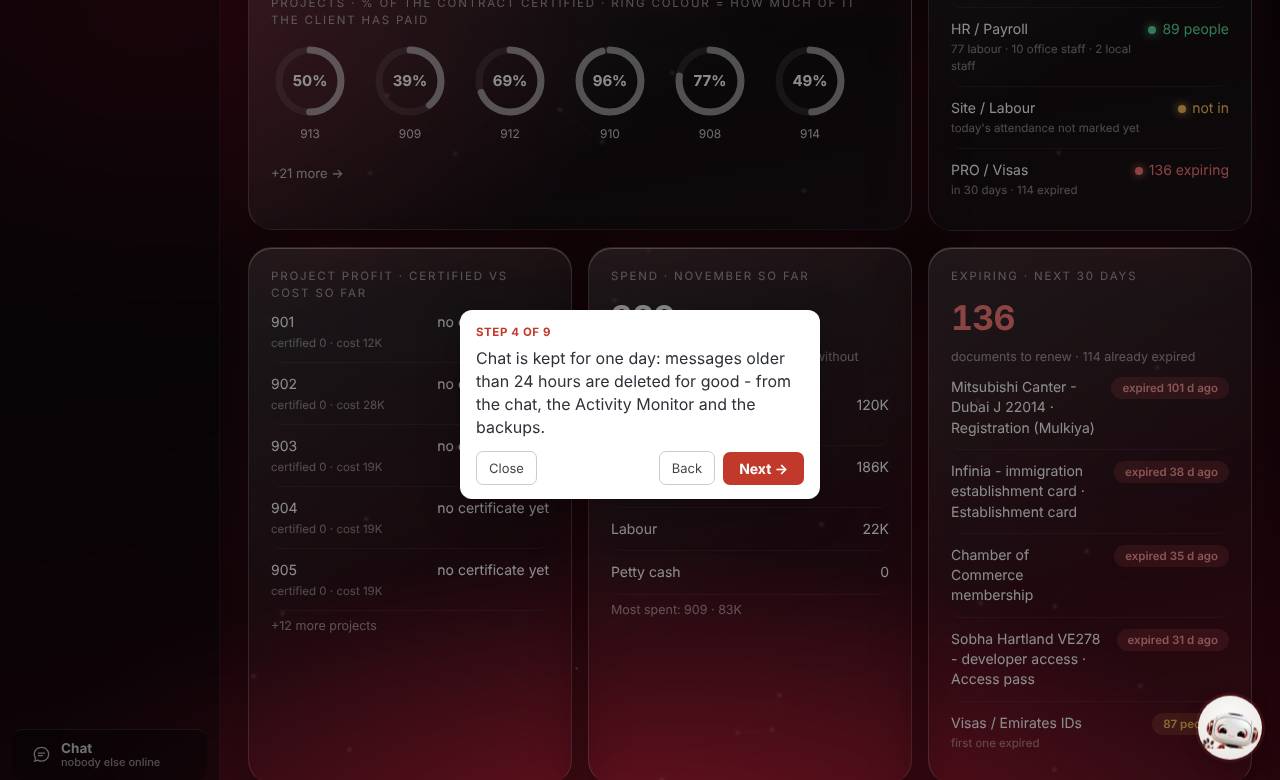 PROJECTS · % OF THE CONTRACT CERTIFIED · RING COLOUR = HOW MUCH OF IT
THE CLIENT HAS PAID
50%
39%
69%
96%
77%
49%
913
909
912
910
908
914
+21 more →
HR / Payroll
89 people
77 labour · 10 office staff · 2 local
staff
Site / Labour
not in
today's attendance not marked yet
PRO / Visas
136 expiring
in 30 days · 114 expired
PROJECT PROFIT · CERTIFIED VS
COST SO FAR
901
no
certified 0 · cost 12K
902
no
certified 0 · cost 28K
903
no
certified 0 · cost 19K
904
no certificate yet
certified 0 · cost 19K
905
no certificate yet
certified 0 · cost 19K
+12 more projects
SPEND · NOVEMBER SO FAR
without
120K
186K
Labour
22K
Petty cash
0
Most spent: 909 · 83K
STEP 4 OF 9
Chat is kept for one day: messages older
than 24 hours are deleted for good - from
the chat, the Activity Monitor and the
backups.
Close
Back
Next →
EXPIRING · NEXT 30 DAYS
136
documents to renew · 114 already expired
Mitsubishi Canter -
Dubai J 22014 ·
Registration (Mulkiya)
expired 101 d ago
Infinia - immigration
establishment card ·
Establishment card
expired 38 d ago
Chamber of
Commerce
membership
expired 35 d ago
Sobha Hartland VE278
- developer access ·
Access pass
expired 31 d ago
Visas / Emirates IDs
87
first one expired
Chat
nobody else online